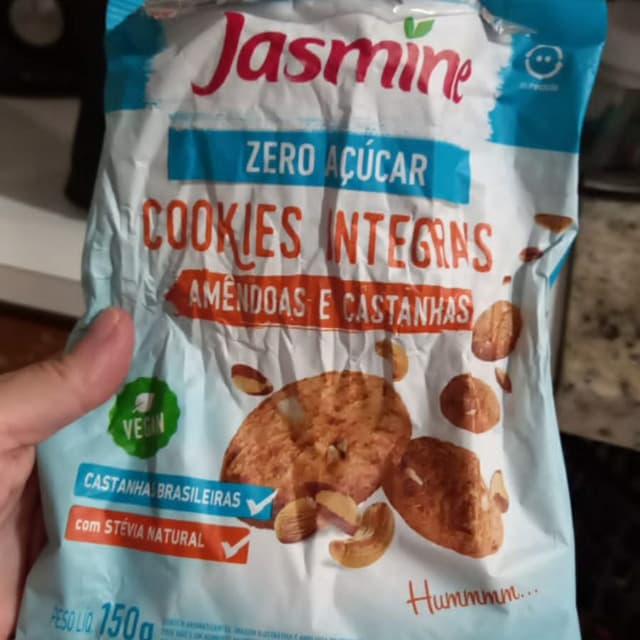 Jasmine
ZERO AÇÚCAR
COOKIES INTEGRAIS
AMÊNDOAS E CASTANHAS
VEGAN
CASTANHAS BRASILEIRAS
com STÉVIA NATURAL
Hummmm...
PESO LÍQ. 150g